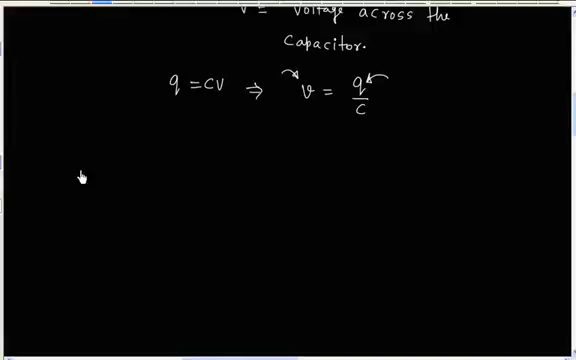 V = Voltage across the
Capacitor.
q = CV ⇒ V = q/C